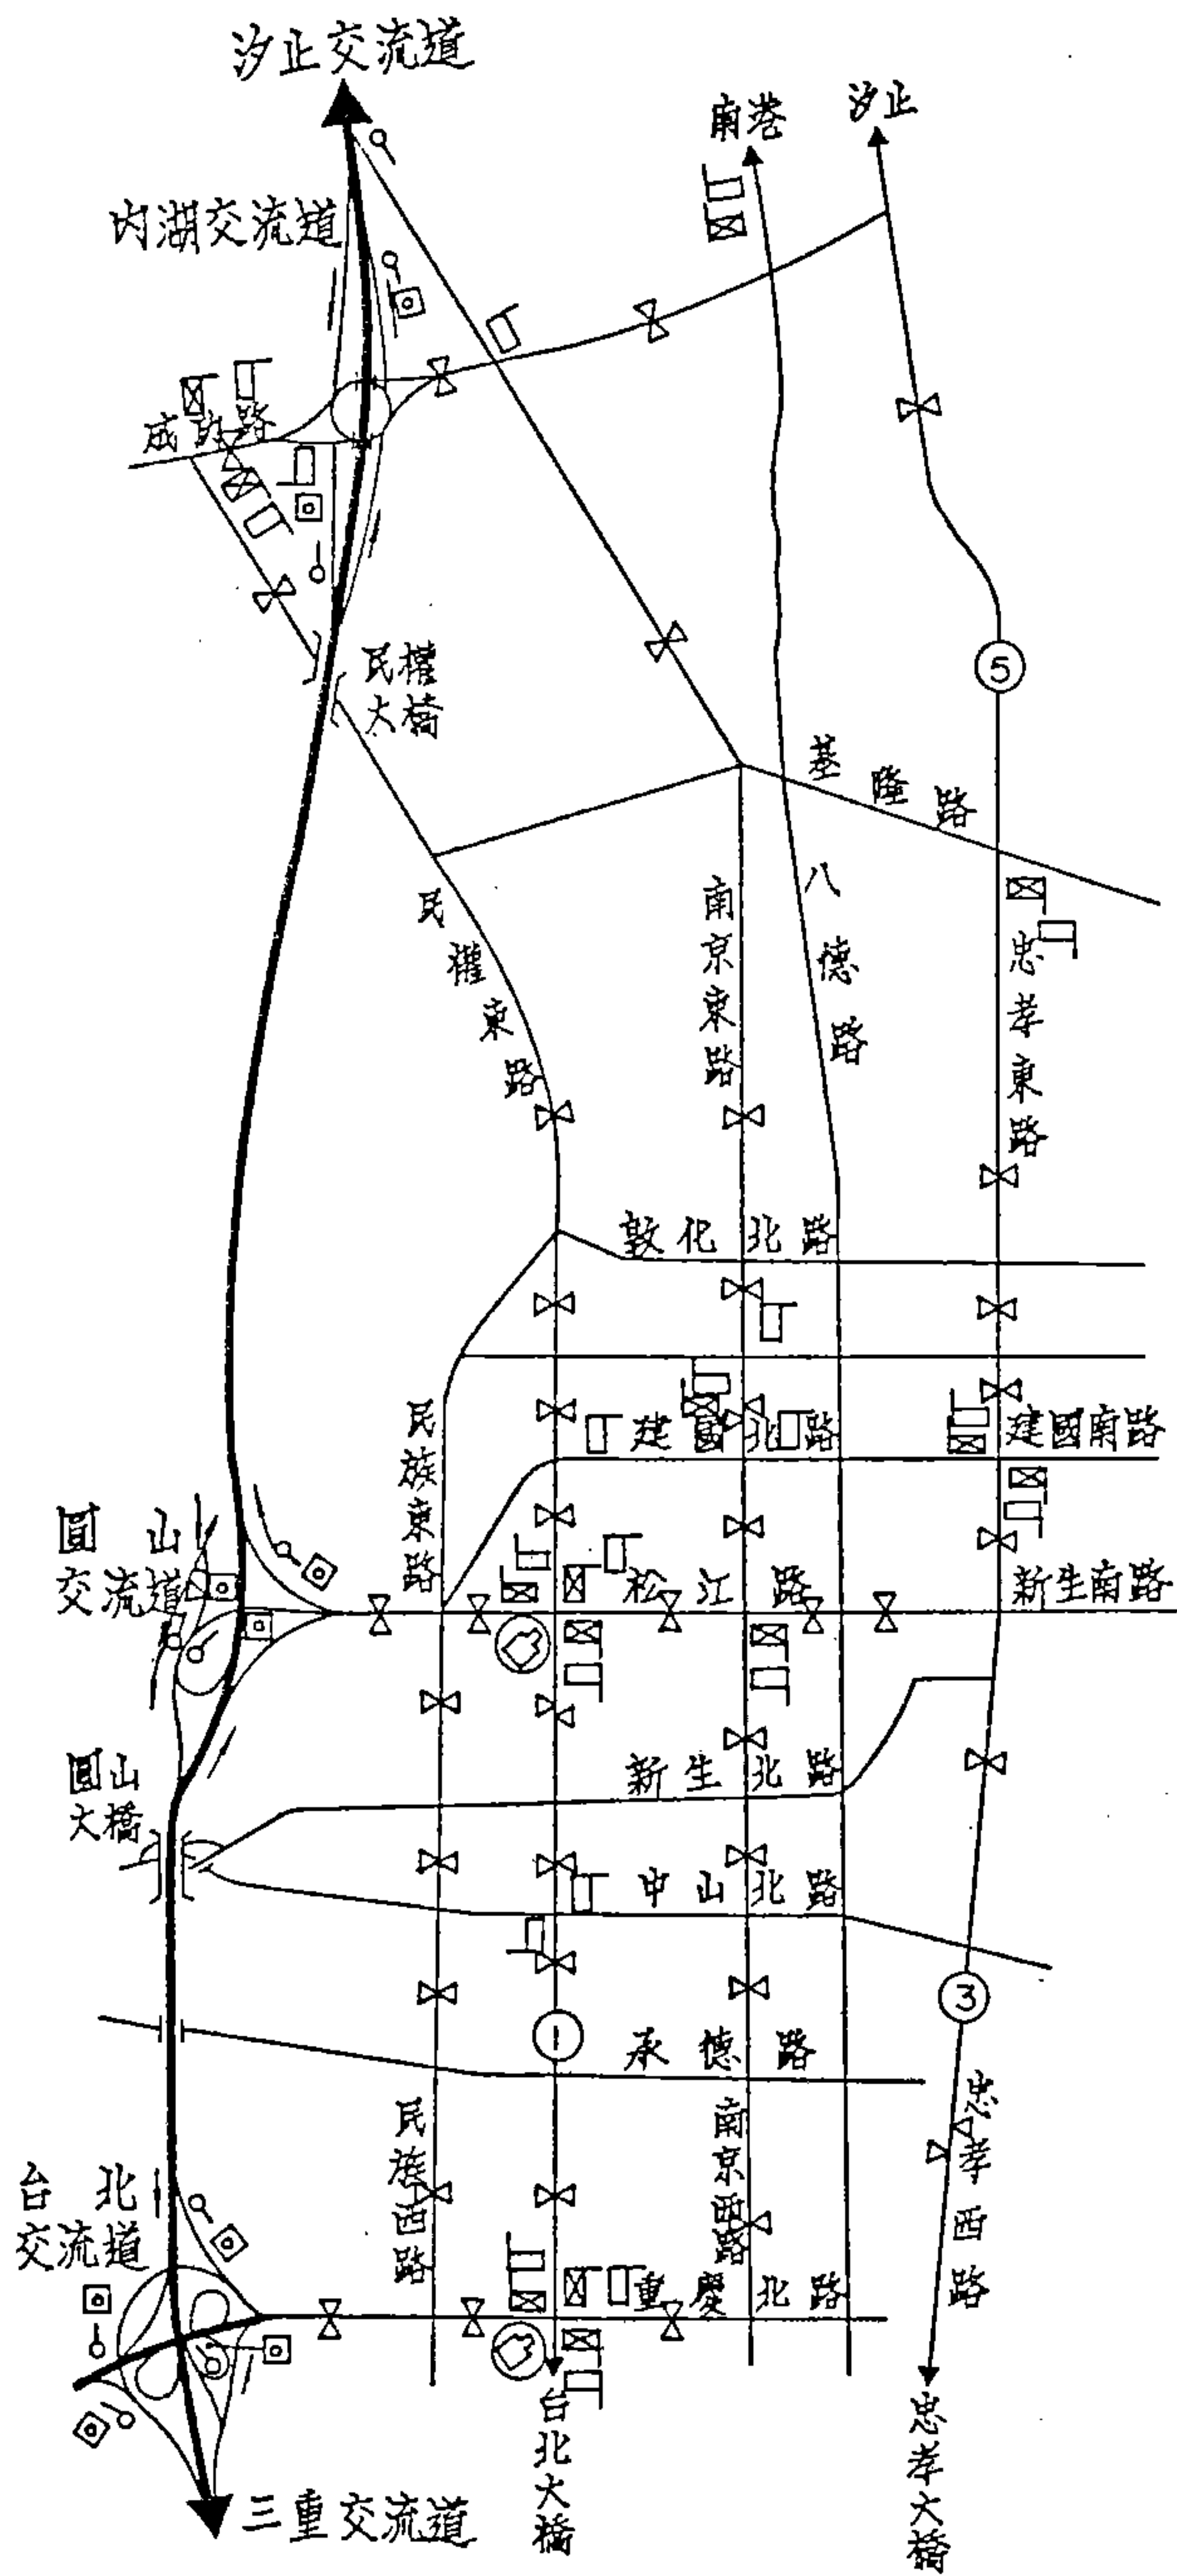 汐止交流道
南港
汐止
內湖交流道
成功路
民權
大橋
5
基隆路
民權東路
南京東路
八德路
忠孝東路
敦化北路
民族東路
建國北路
建國南路
圓山
交流道
松江路
新生南路
圓山
大橋
新生北路
中山北路
3
1
承德路
民族西路
南京西路
忠孝西路
台北
交流道
重慶北路
台北大橋
忠孝大橋
三重交流道